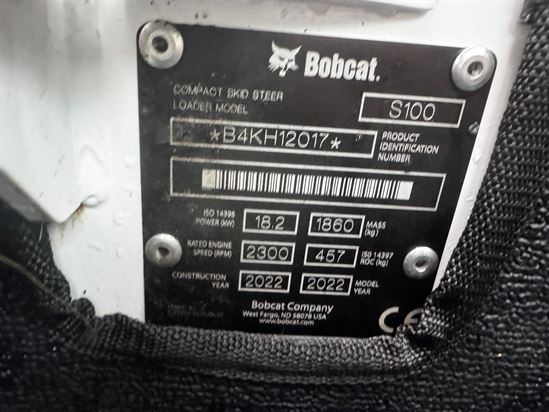 Bobcat.
COMPACT SKID STEER
LOADER MODEL
S100
*B4KH12017*
PRODUCT
IDENTIFICATION
NUMBER
ISO 14396
POWER (kW)
18.2
1860
MASS
(kg)
RATED ENGINE
SPEED (RPM)
2300
457
ISO 14397
ROC (kg)
CONSTRUCTION
YEAR
2022
2022
MODEL
YEAR
Bobcat Company
West Fargo, ND 58078 USA
www.bobcat.com
CE